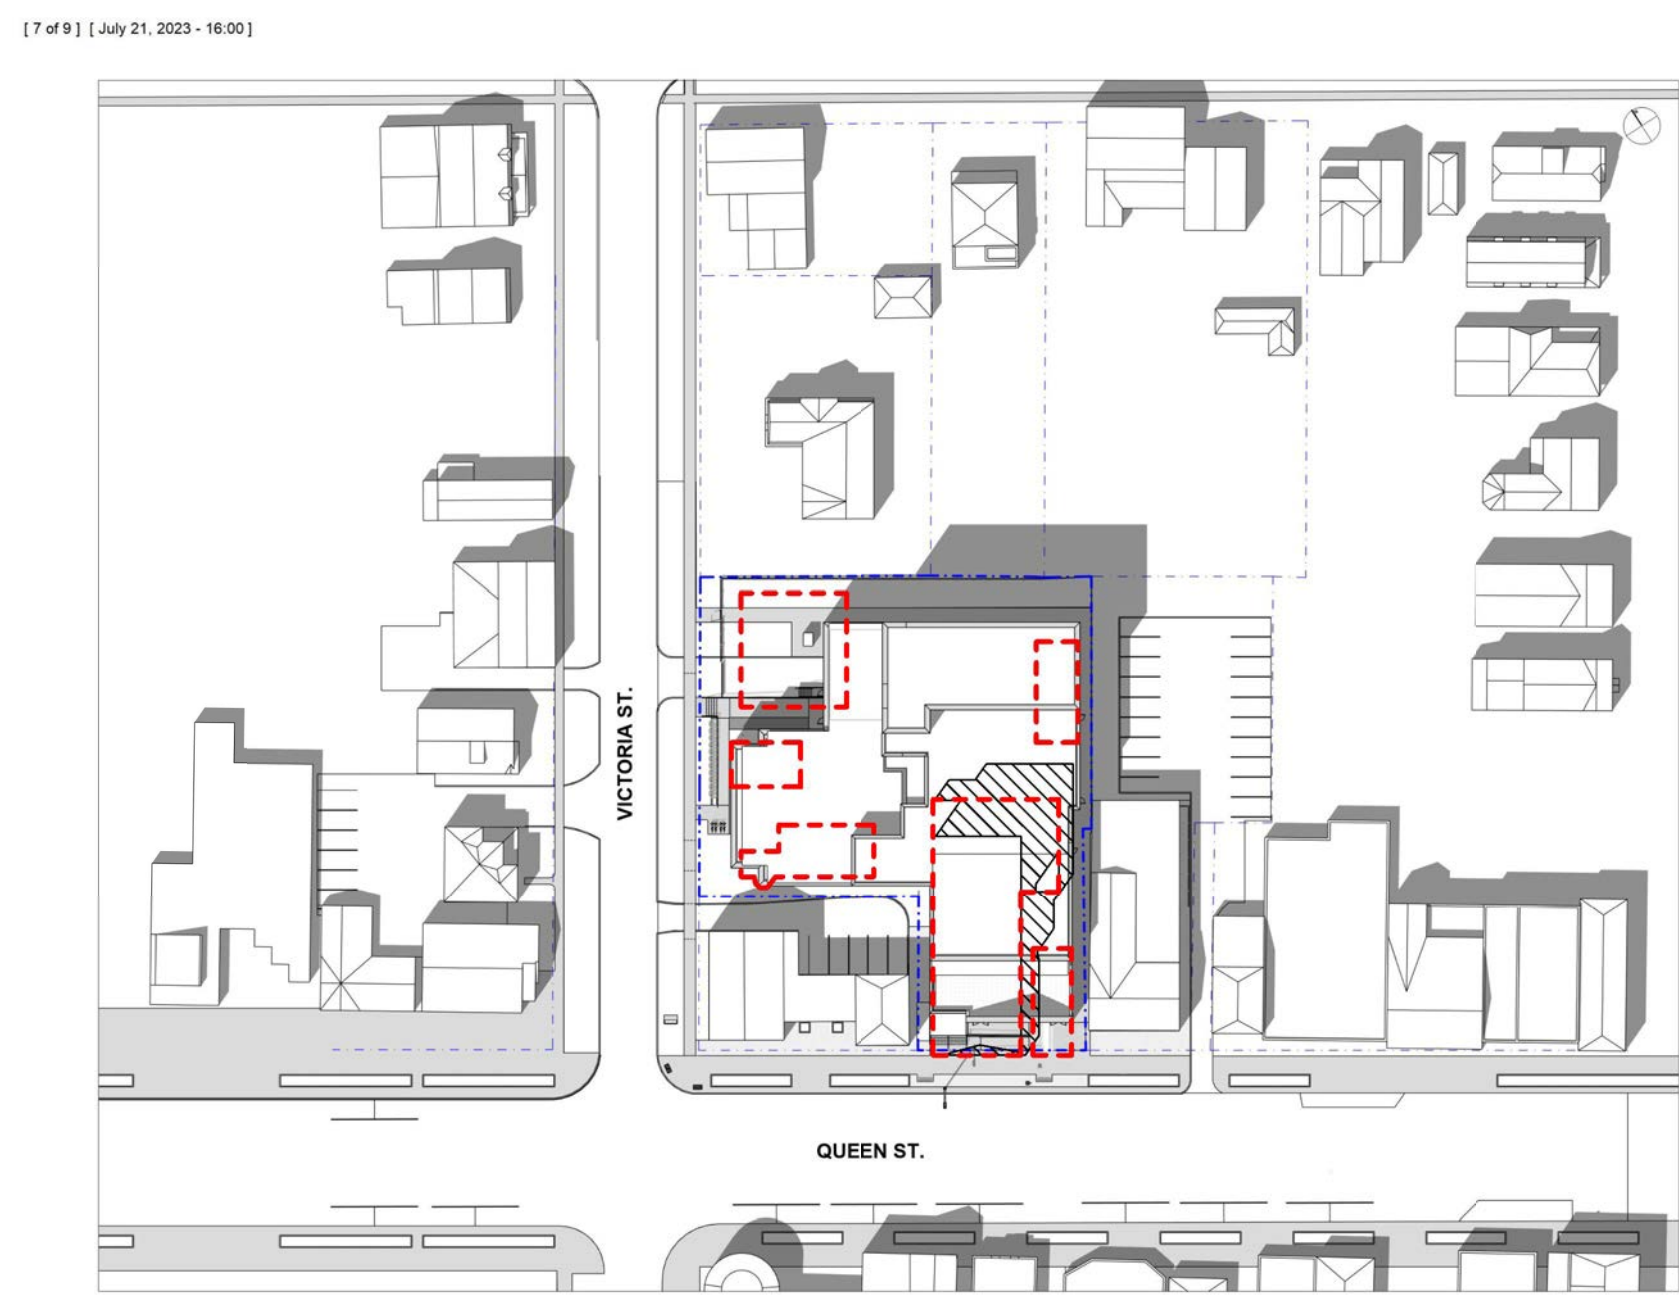 [ 7 of 9 ] [ July 21, 2023 - 16:00 ]
VICTORIA ST.
QUEEN ST.